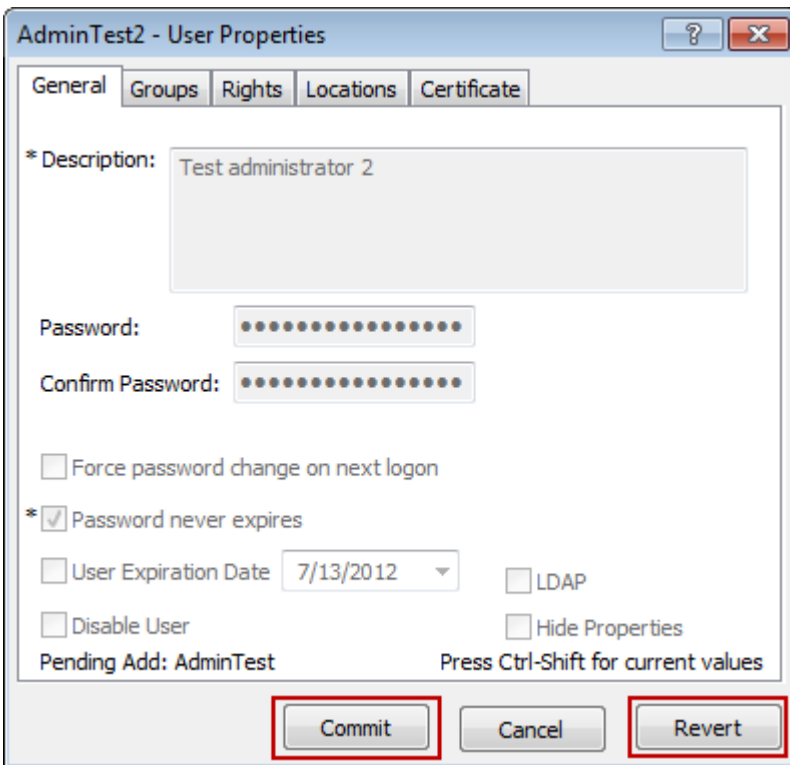 AdminTest2 - User Properties
General Groups Rights Locations Certificate
* Description: Test administrator 2
Password: ●●●●●●●●●●●●●●●●
Confirm Password: ●●●●●●●●●●●●●●●●
Force password change on next logon
* Password never expires
User Expiration Date 7/13/2012
LDAP
Disable User Hide Properties
Pending Add: AdminTest Press Ctrl-Shift for current values
Commit Cancel Revert